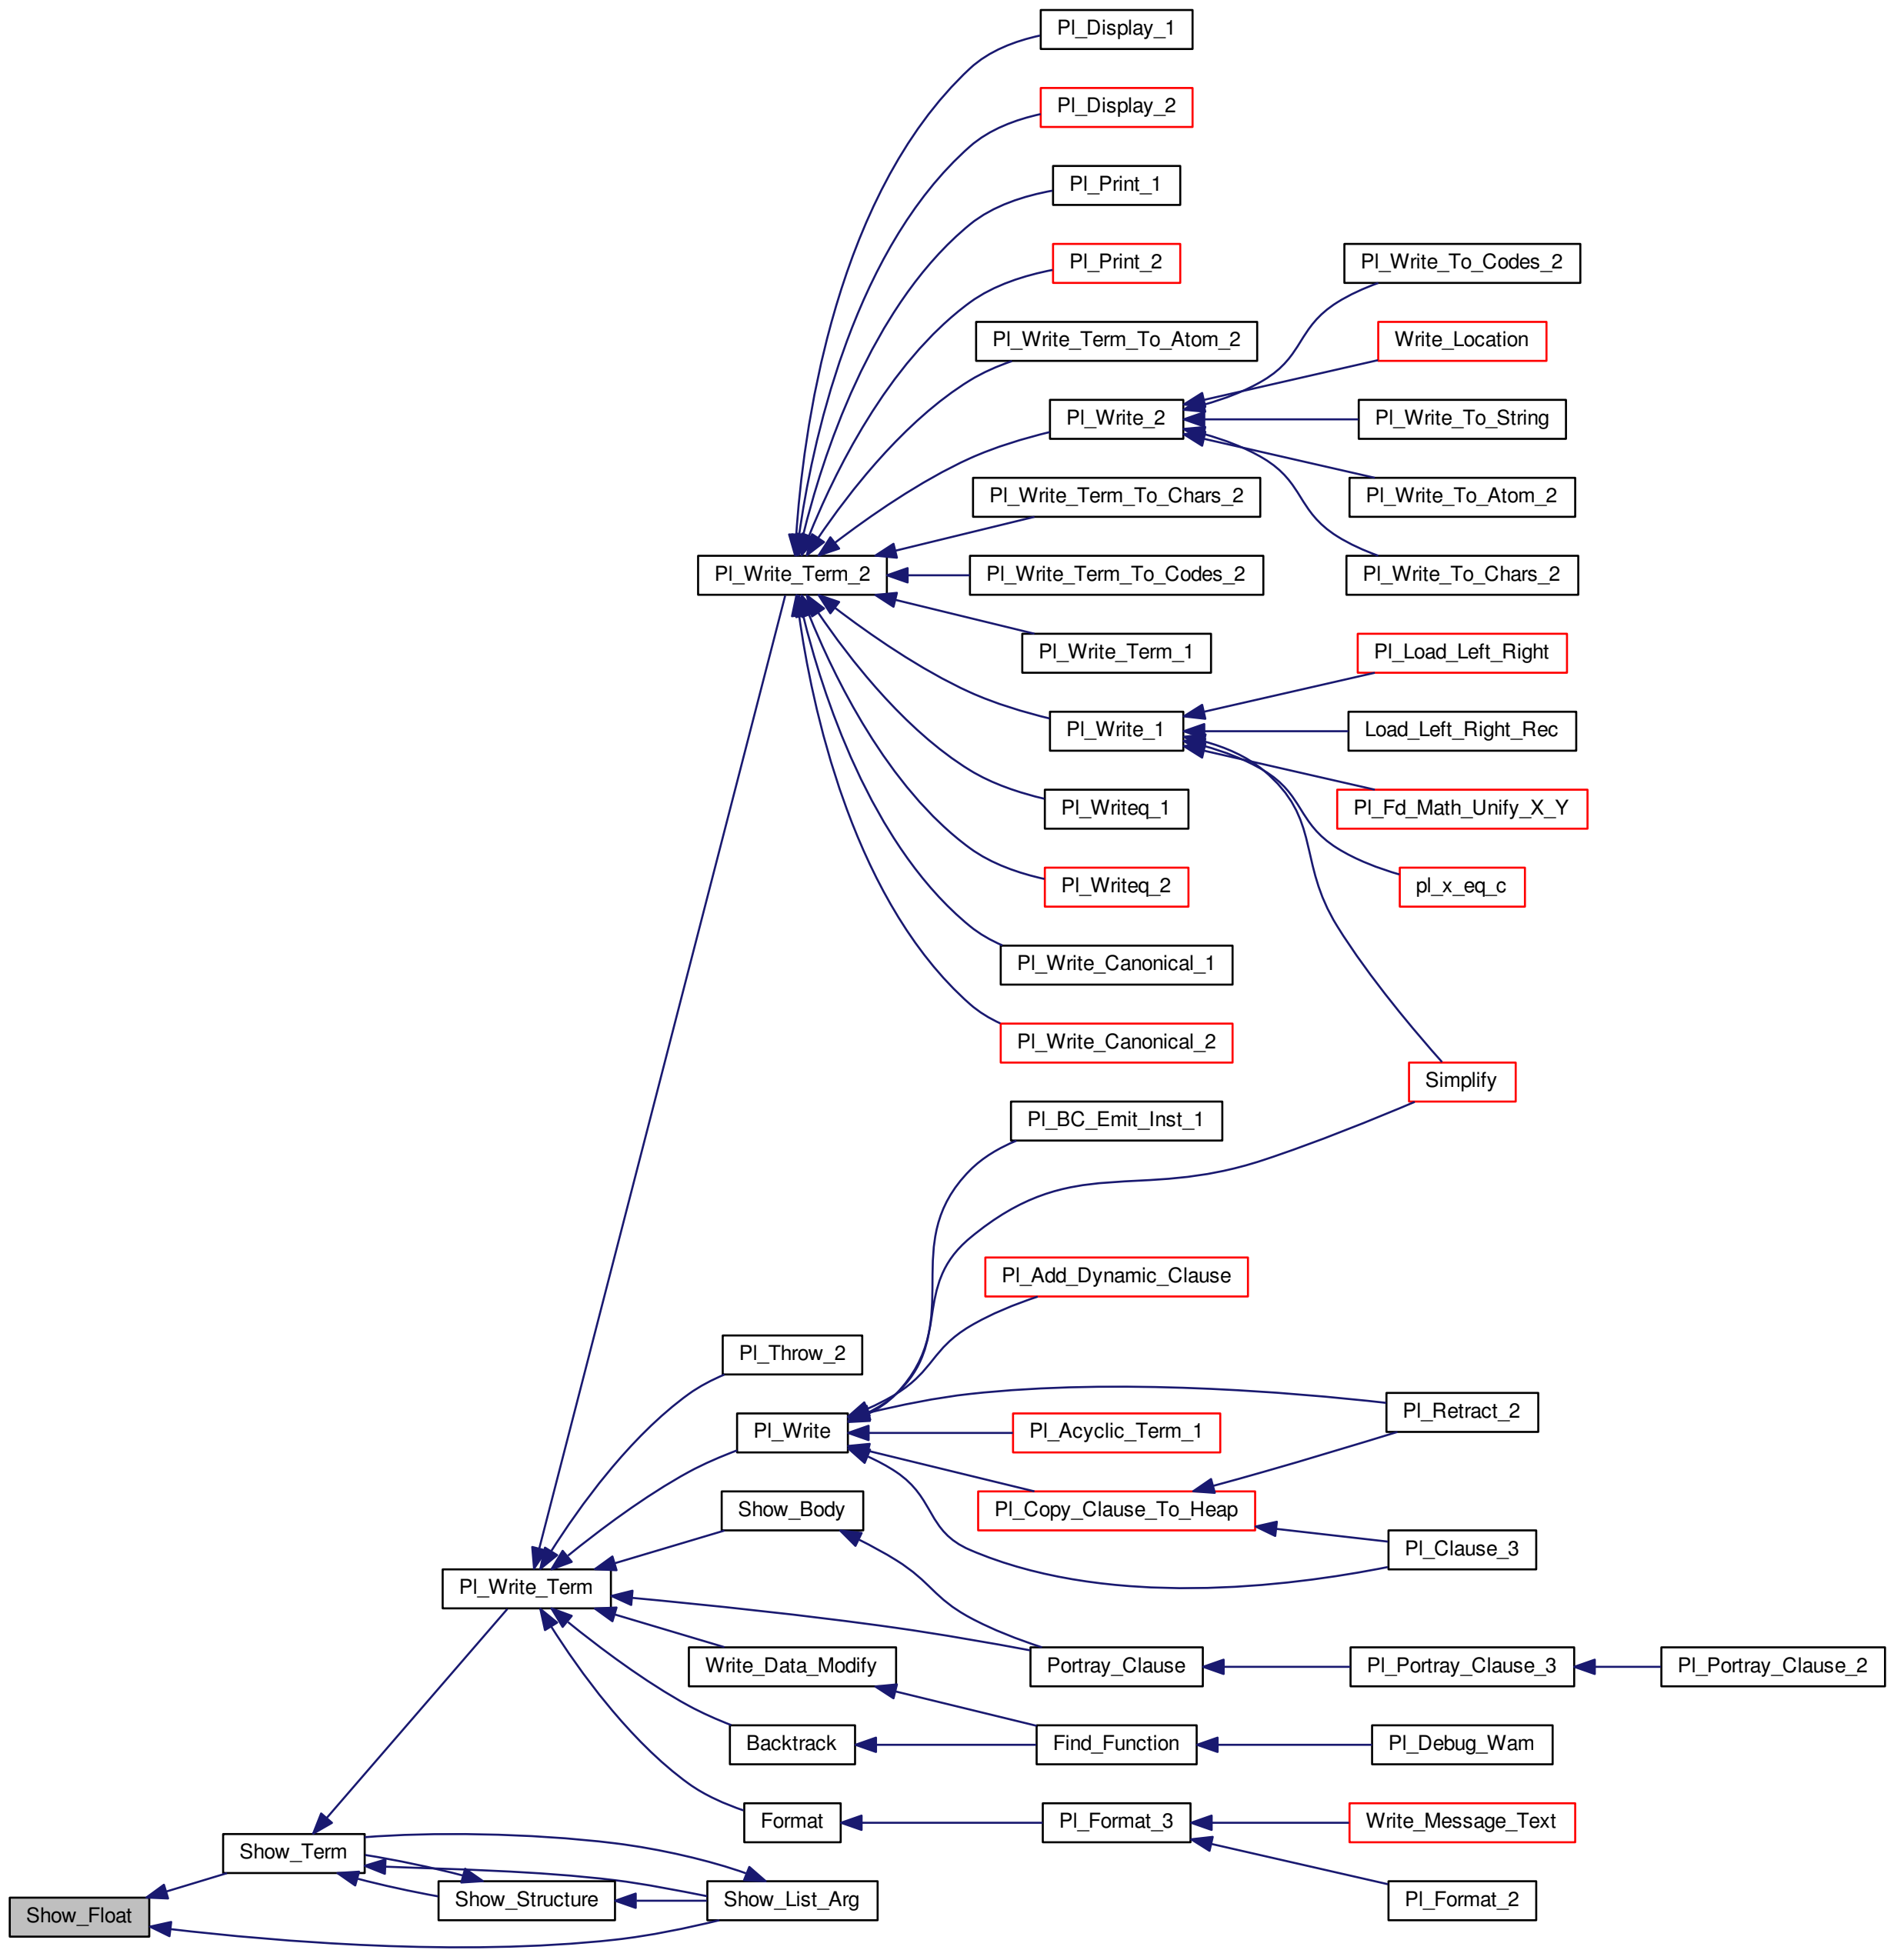 Pl_Display_1
Pl_Display_2
Pl_Print_1
Pl_Print_2
Pl_Write_To_Codes_2
Pl_Write_Term_To_Atom_2
Write_Location
Pl_Write_2
Pl_Write_To_String
Pl_Write_Term_To_Chars_2
Pl_Write_To_Atom_2
Pl_Write_Term_2
Pl_Write_Term_To_Codes_2
Pl_Write_To_Chars_2
Pl_Write_Term_1
Pl_Load_Left_Right
Pl_Write_1
Load_Left_Right_Rec
Pl_Writeq_1
Pl_Fd_Math_Unify_X_Y
Pl_Writeq_2
pl_x_eq_c
Pl_Write_Canonical_1
Pl_Write_Canonical_2
Simplify
Pl_BC_Emit_Inst_1
Pl_Add_Dynamic_Clause
Pl_Throw_2
Pl_Retract_2
Pl_Write
Pl_Acyclic_Term_1
Show_Body
Pl_Copy_Clause_To_Heap
Pl_Clause_3
Pl_Write_Term
Write_Data_Modify
Portray_Clause
Pl_Portray_Clause_3
Pl_Portray_Clause_2
Backtrack
Find_Function
Pl_Debug_Wam
Format
Pl_Format_3
Write_Message_Text
Show_Term
Show_Structure
Show_List_Arg
Pl_Format_2
Show_Float